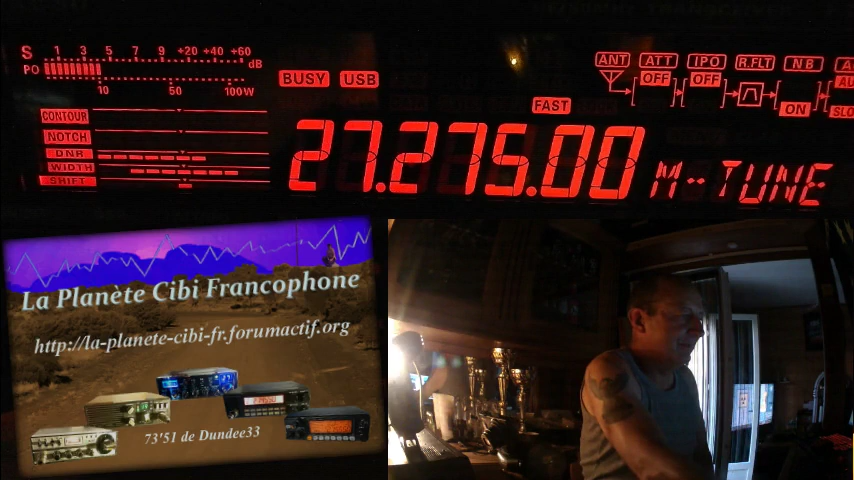 S 1 3 5 7 9 +20 +40 +60 dB
PO 10 50 100W
BUSY USB
ANT ATT IPO R.FLT NB
OFF OFF ON
FAST
CONTOUR
NOTCH
DNR
WIDTH
SHIFT
27.275.00 M-TUNE
La Planète Cibi Francophone
http://la-planete-cibi-fr.forumactif.org
73'51 de Dundee33